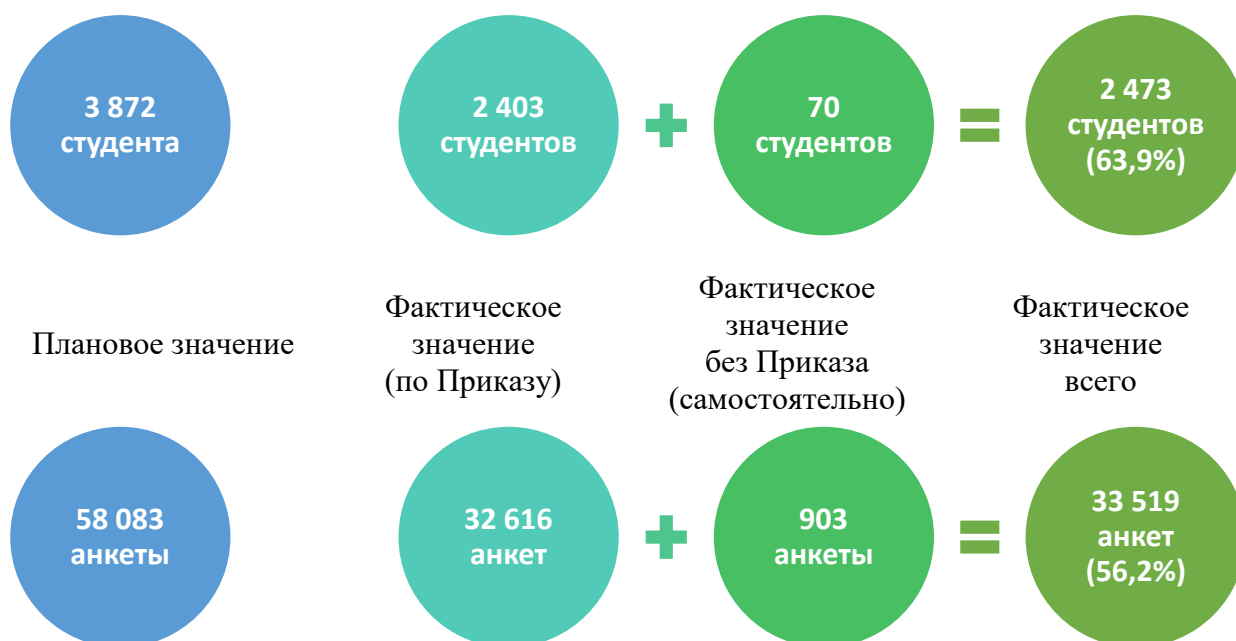 3 872
студента
2 403
студентов
70
студентов
2 473
студентов
(63,9%)
Плановое значение
Фактическое
значение
(по Приказу)
Фактическое
значение
без Приказа
(самостоятельно)
Фактическое
значение
всего
58 083
анкеты
32 616
анкет
903
анкеты
33 519
анкет
(56,2%)